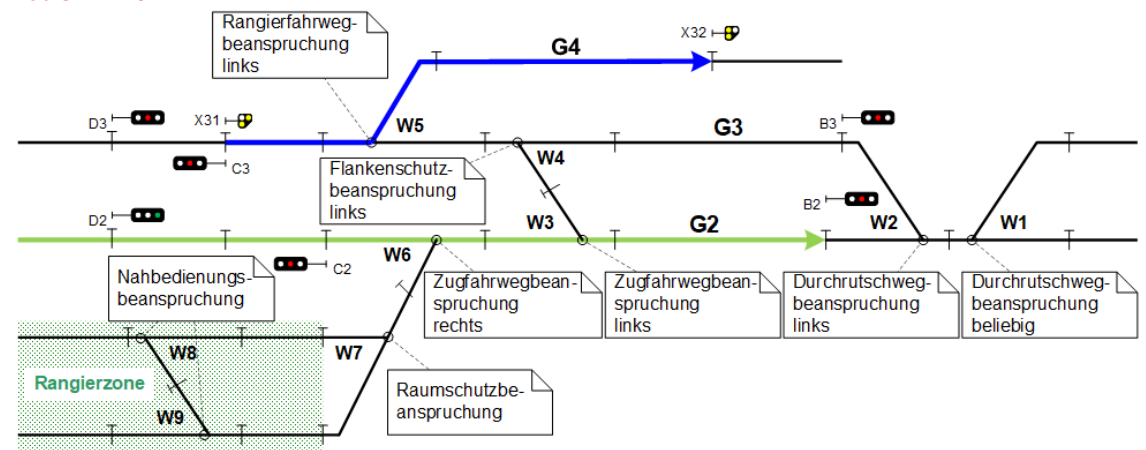 Rangierfahrweg-
beanspruchung
links
X32
G4
D3
X31
W5
G3
B3
C3
Flankenschutz-
beanspruchung
links
W4
B2
D2
W3
G2
W2
W1
C2
W6
Nahbedienungs-
beanspruchung
Zugfahrwegbean-
spruchung
rechts
Zugfahrwegbean-
spruchung
links
Durchrutschweg-
beanspruchung
links
Durchrutschweg-
beanspruchung
beliebig
W8
W7
Rangierzone
W9
Raumschutzbe-
anspruchung